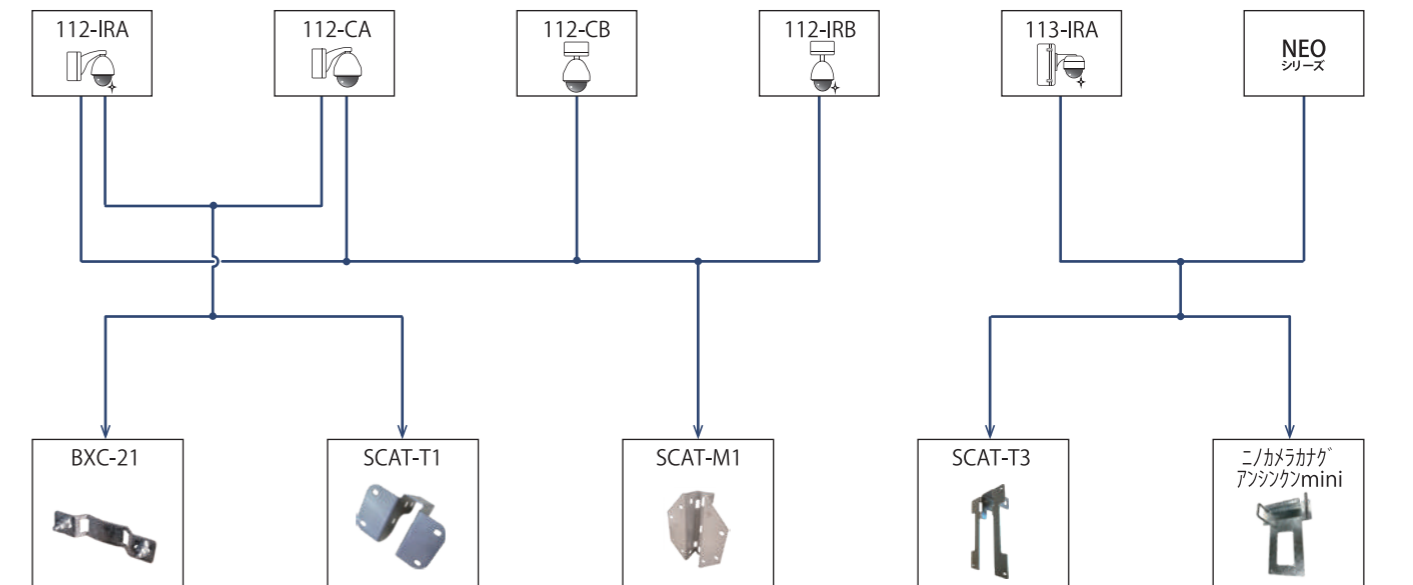 112-IRA
112-CA
112-CB
112-IRB
113-IRA
NEO
シリーズ
BXC-21
SCAT-T1
SCAT-M1
SCAT-T3
ﾆﾉｶﾒﾗｶﾅｸﾞ
ｱﾝｼﾝｸﾝmini